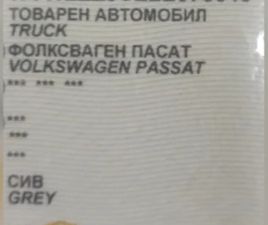 ТОВАРЕН АВТОМОБИЛ
TRUCK
ФОЛКСВАГЕН ПАСАТ
VOLKSWAGEN PASSAT
*** *** ***
***
***
***
СИВ
GREY